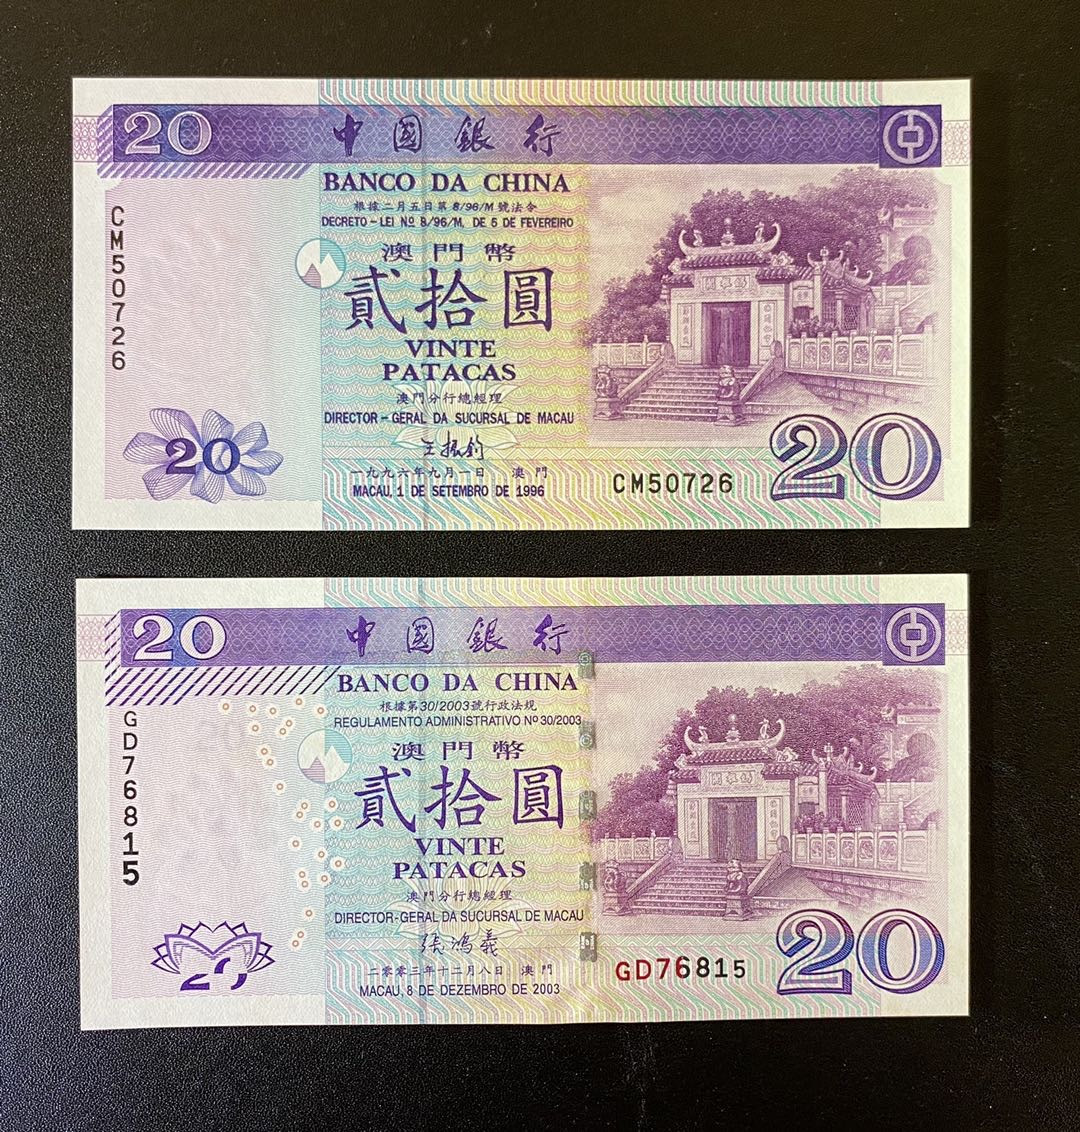 20 中國銀行
BANCO DA CHINA
根據二月五日第8/96/M號法令
DECRETO-LEI Nº 8/96/M, DE 5 DE FEVEREIRO
CM50726
澳門幣
貳拾圓
VINTE
PATACAS
澳門分行總經理
DIRECTOR-GERAL DA SUCURSAL DE MACAU
王振鈞
一九九六年九月一日 澳門
MACAU, 1 DE SETEMBRO DE 1996
20
CM50726
20
20 中國銀行
BANCO DA CHINA
根據第30/2003號行政法規
REGULAMENTO ADMINISTRATIVO Nº 30/2003
GD76815
澳門幣
貳拾圓
VINTE
PATACAS
澳門分行總經理
DIRECTOR-GERAL DA SUCURSAL DE MACAU
張鴻義
二零零三年十二月八日 澳門
MACAU, 8 DE DEZEMBRO DE 2003
20
GD76815
20